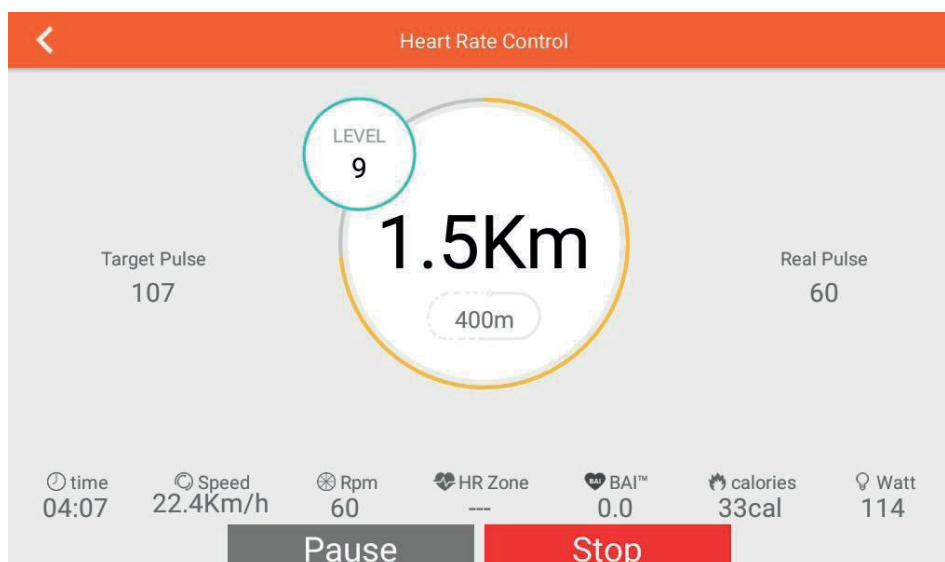 Heart Rate Control
LEVEL
9
1.5Km
400m
Target Pulse
107
Real Pulse
60
time
04:07
Speed
22.4Km/h
Rpm
60
HR Zone
---
BAI BAI™
0.0
calories
33cal
Watt
114
Pause
Stop